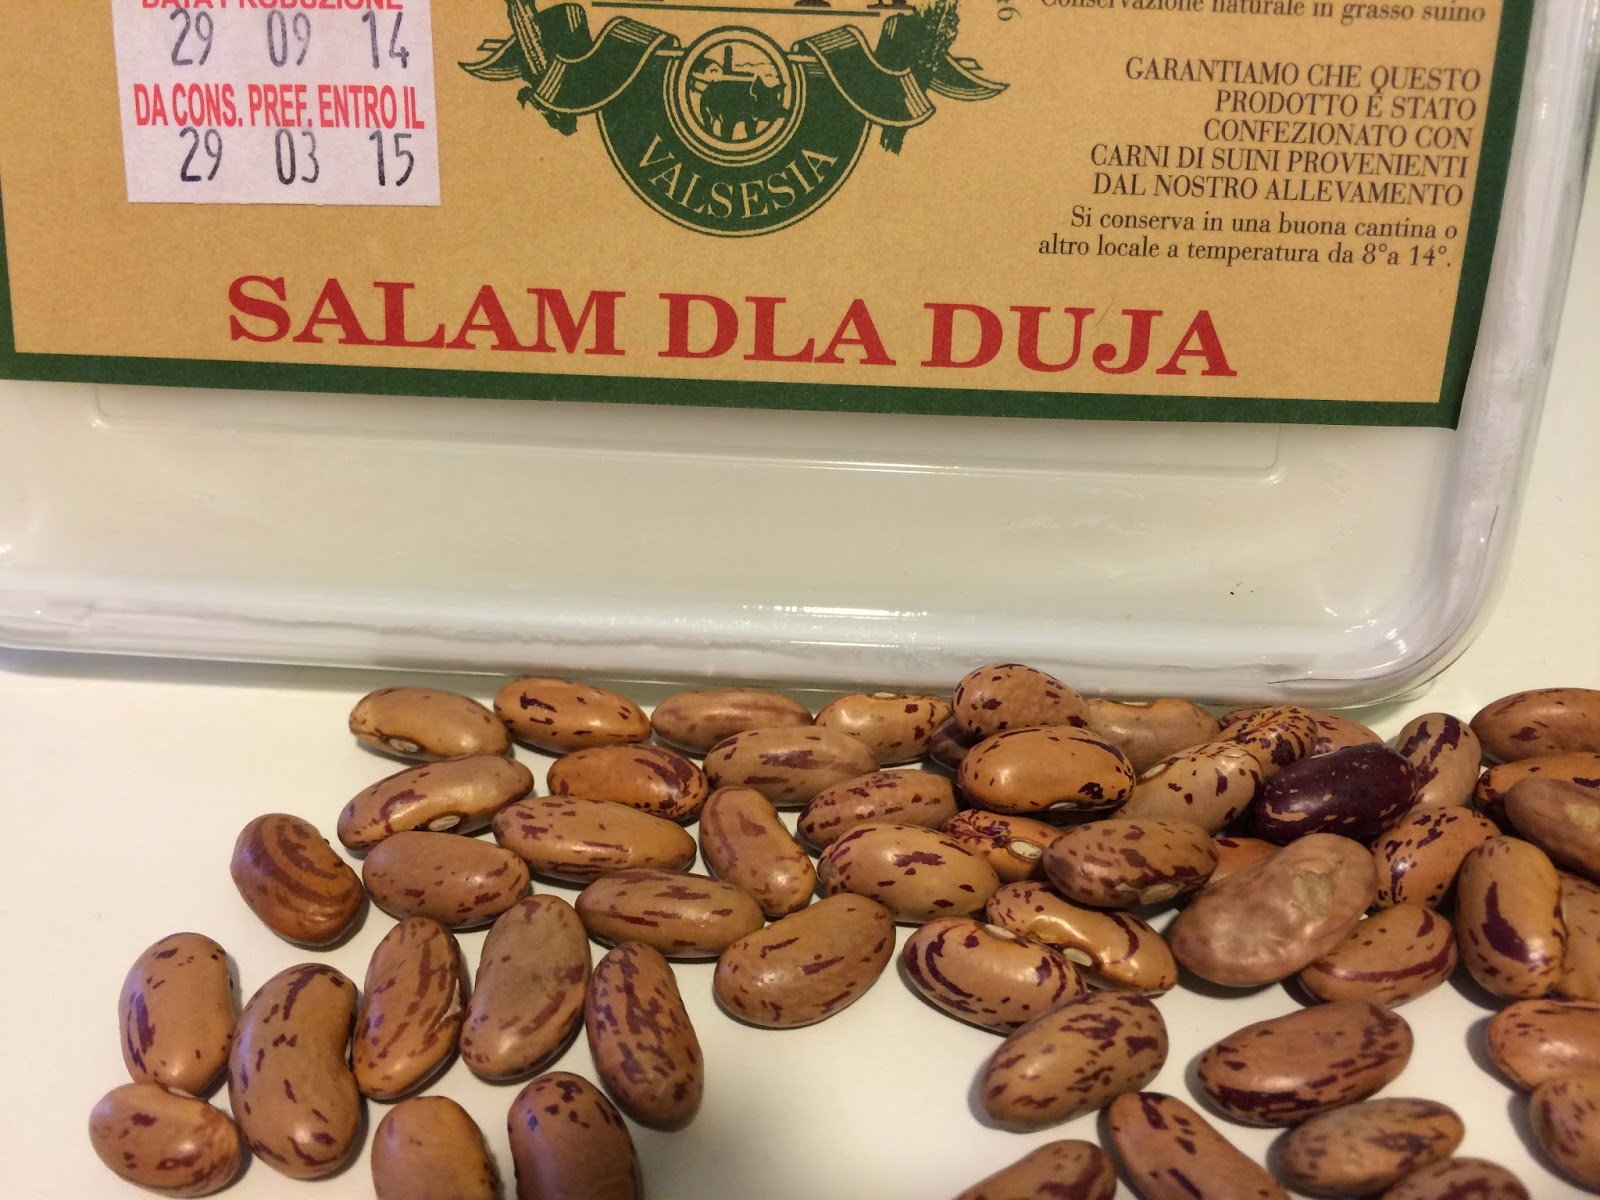 DATA PRODUZIONE
29 09 14
DA CONS. PREF. ENTRO IL
29 03 15
VALSESIA
Conservazione naturale in grasso suino
GARANTIAMO CHE QUESTO
PRODOTTO È STATO
CONFEZIONATO CON
CARNI DI SUINI PROVENIENTI
DAL NOSTRO ALLEVAMENTO
Si conserva in una buona cantina o
altro locale a temperatura da 8° a 14°.
SALAM DLA DUJA